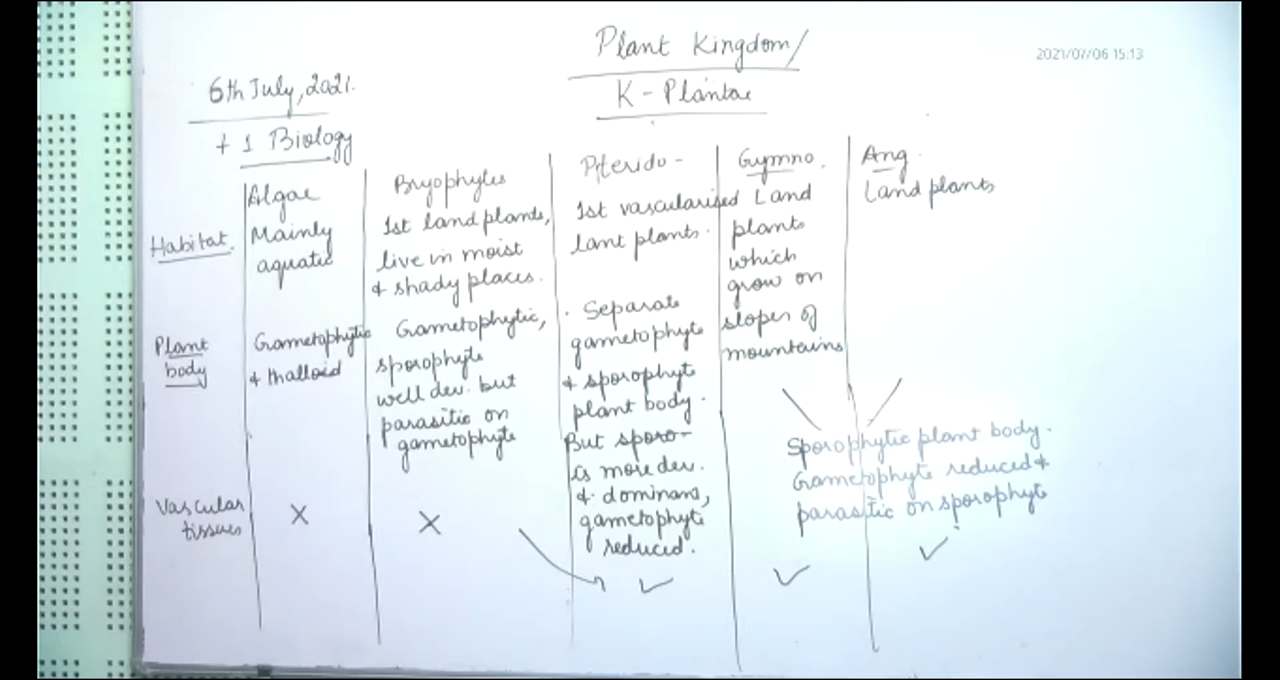 Plant Kingdom/
K - Plantae
2021/07/06 15:13
6th July, 2021.
+ 1 Biology
Algae
Bryophytes
Pterido -
Gymno.
Ang.
Habitat.
Mainly
aquatic
1st land plants,
live in moist
& shady places.
1st vascularised
lant plants.
Land
plants
which
grow on
slopes of
mountains
Land plants
Plant
body
Gametophytic
& thalloid
Gametophytic,
sporophyte
well dev. but
parasitic on
gametophyte
. Separate
gametophyte
& sporophyte
plant body.
But sporo-
is more dev.
& dominant,
gametophyte
reduced.
Sporophytic plant body.
Gametophyte reduced &
parasitic on sporophyte
Vascular
tissues
× × ✓ ✓ ✓